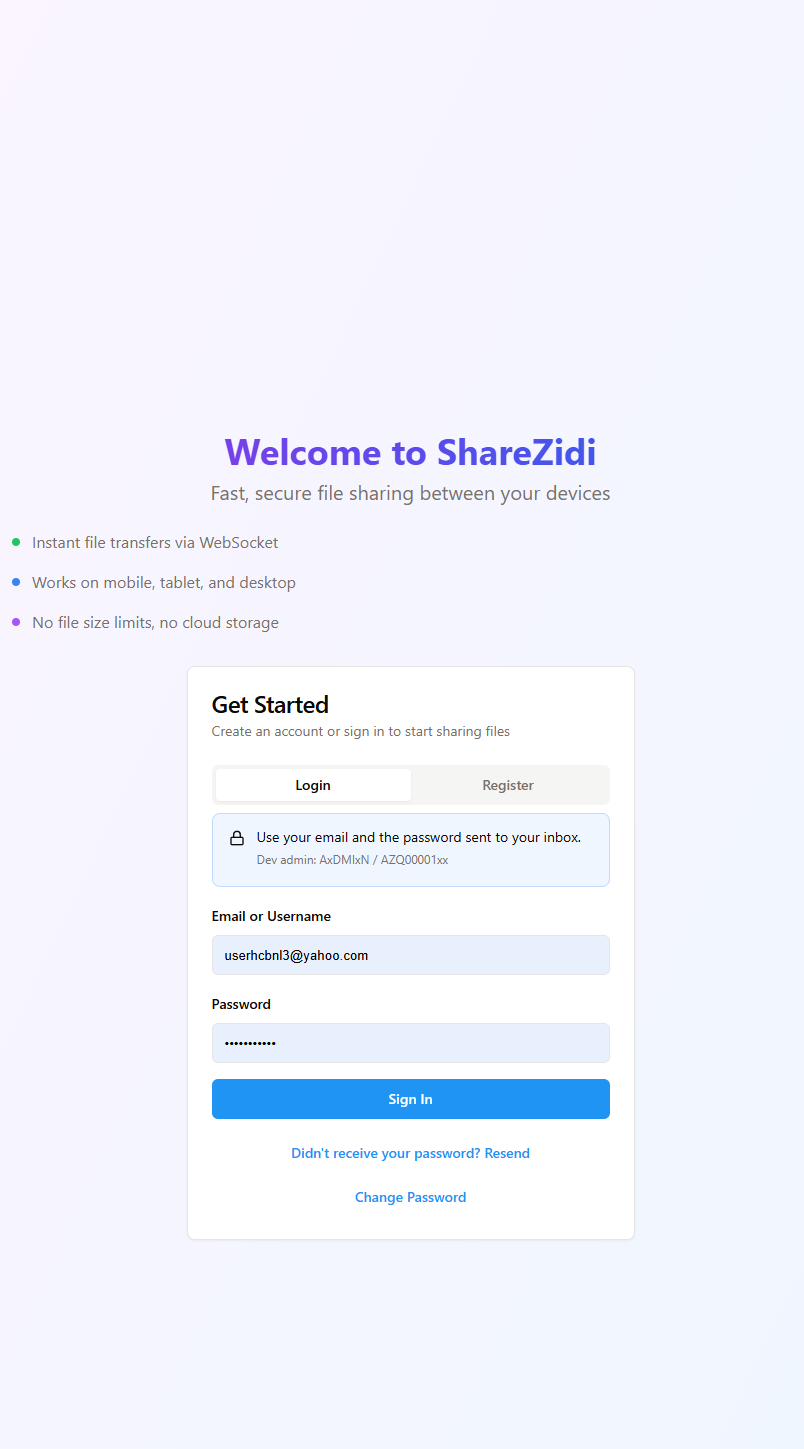 Welcome to ShareZidi
Fast, secure file sharing between your devices
Instant file transfers via WebSocket
Works on mobile, tablet, and desktop
No file size limits, no cloud storage
Get Started
Create an account or sign in to start sharing files
Login
Register
Use your email and the password sent to your inbox.
Dev admin: AxDMIxN / AZQ00001xx
Email or Username
userhcbnl3@yahoo.com
Password
•••••••••••
Sign In
Didn't receive your password? Resend
Change Password